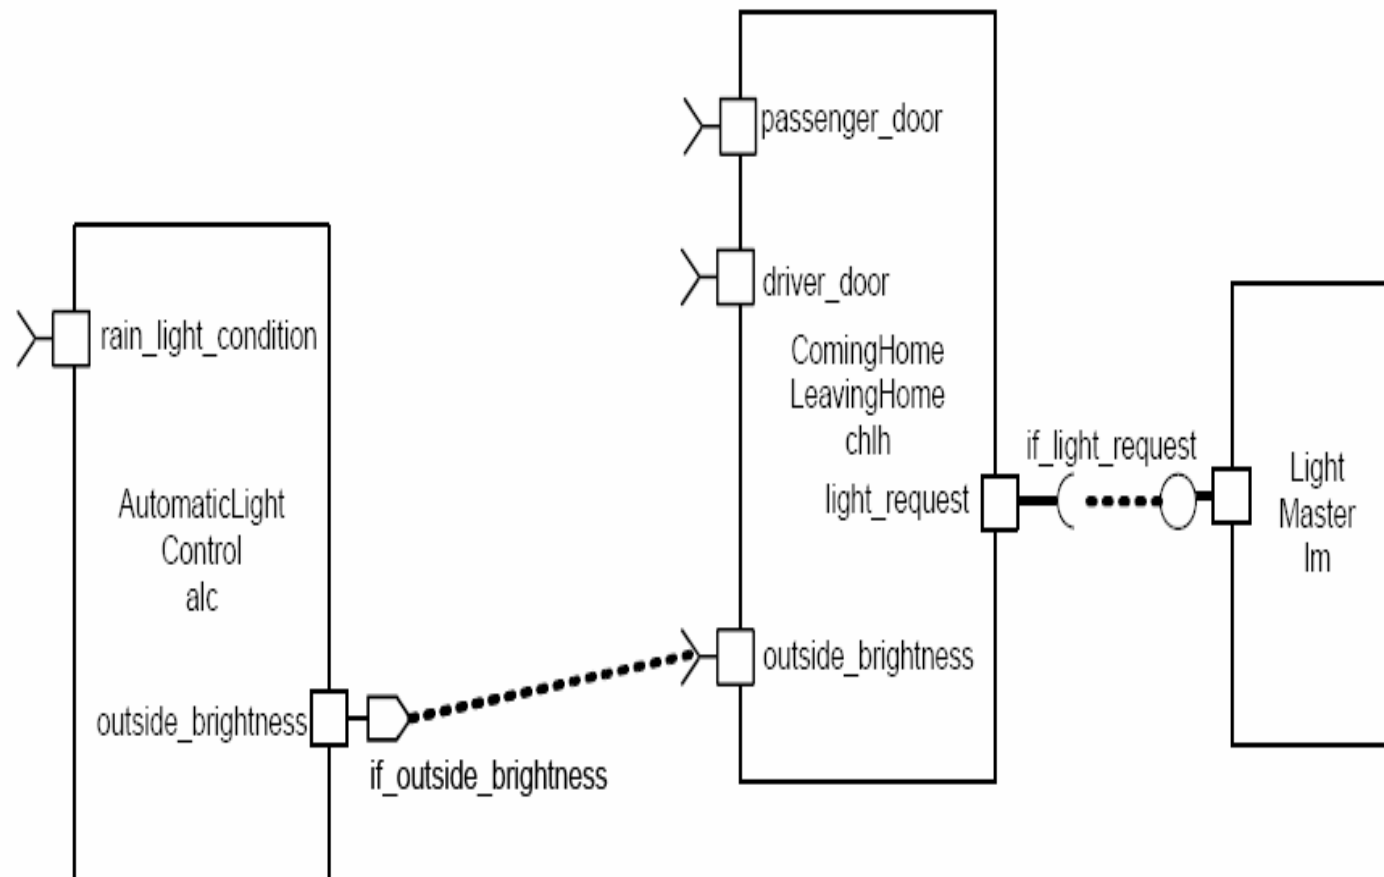 passenger_door
driver_door
rain_light_condition
ComingHome
LeavingHome
chlh
if_light_request
light_request
Light
Master
lm
AutomaticLight
Control
alc
outside_brightness
outside_brightness
if_outside_brightness